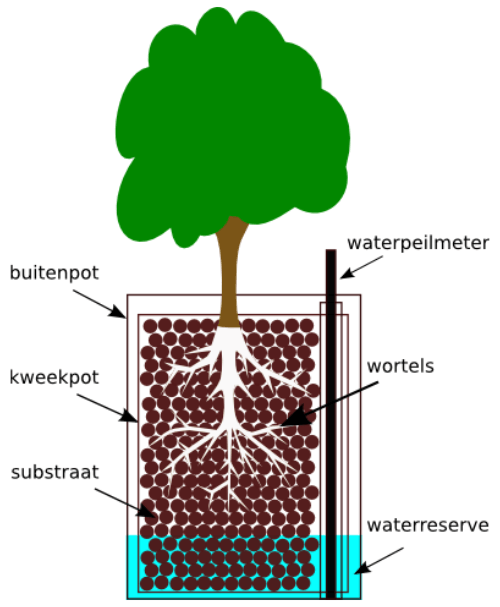 waterpeilmeter
buitenpot
wortels
kweekpot
substraat
waterreserve